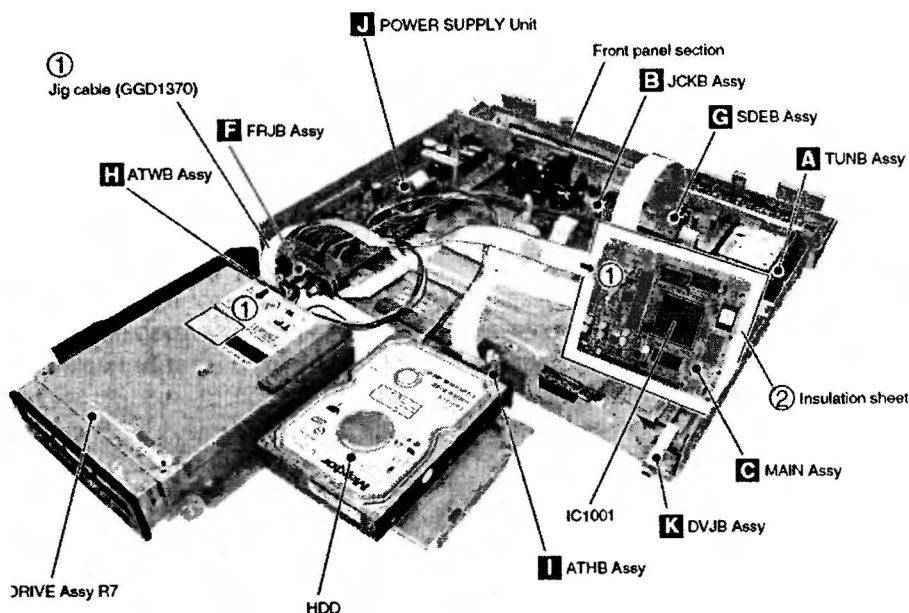 J POWER SUPPLY Unit
Front panel section
①
Jig cable (GGD1370)
B JCKB Assy
F FRJB Assy
G SDEB Assy
H ATWB Assy
A TUNB Assy
①
①
② Insulation sheet
C MAIN Assy
IC1001
K DVJB Assy
I ATHB Assy
DRIVE Assy R7
HDD
Maxtor